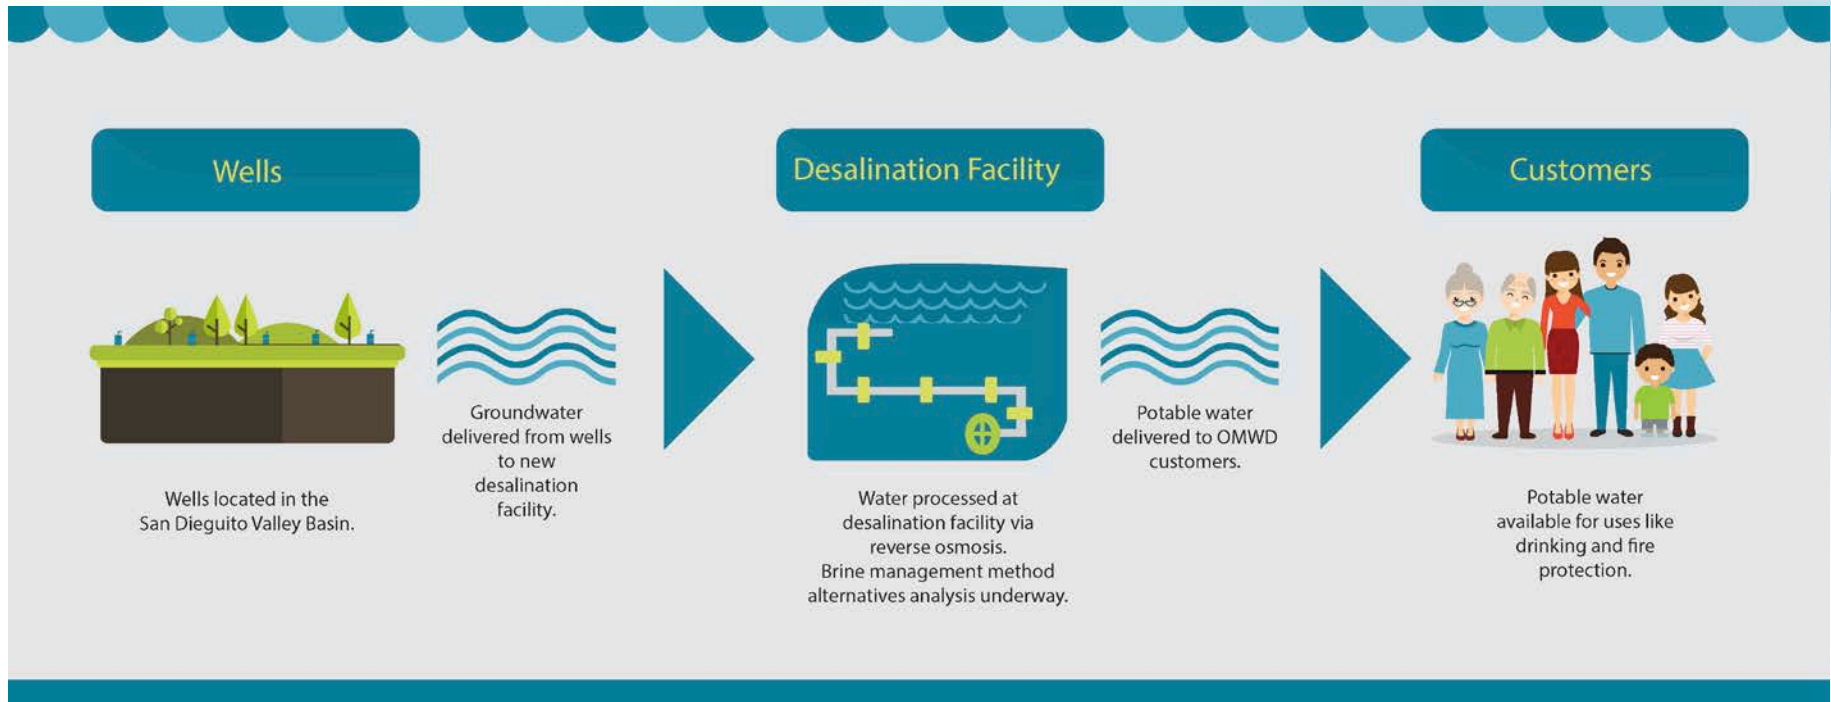 Wells
Desalination Facility
Customers
Groundwater
delivered from wells
to new
desalination
facility.
Potable water
delivered to OMWD
customers.
Wells located in the
San Dieguito Valley Basin.
Water processed at
desalination facility via
reverse osmosis.
Brine management method
alternatives analysis underway.
Potable water
available for uses like
drinking and fire
protection.